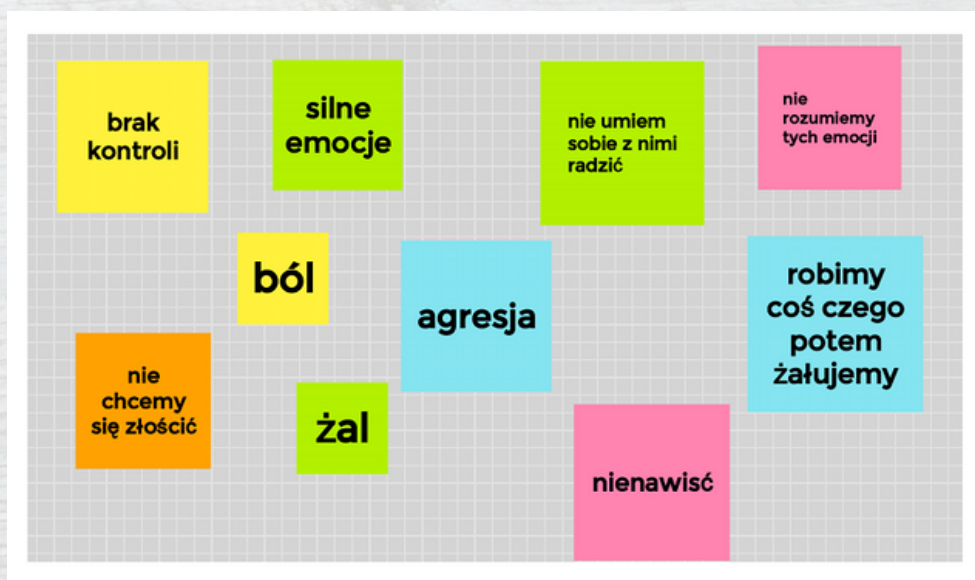 brak
kontroli
silne
emocje
nie umiem
sobie z nimi
radzić
nie
rozumiemy
tych emocji
ból
agresja
robimy
coś czego
potem
żałujemy
nie
chcemy
się złościć
żal
nienawisć